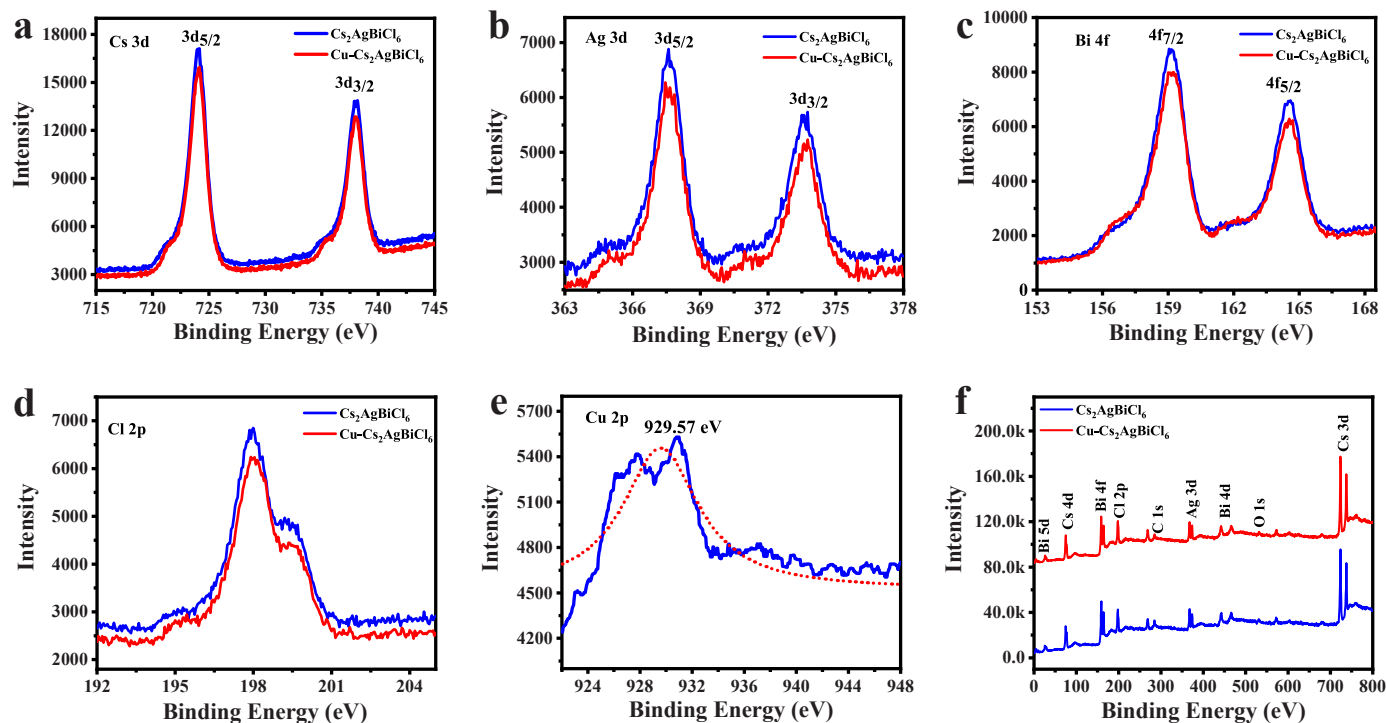 a
Cs 3d
3d5/2
3d3/2
Cs2AgBiCl6
Cu–Cs2AgBiCl6
Intensity
18000
15000
12000
9000
6000
3000
715 720 725 730 735 740 745
Binding Energy (eV)
b
Ag 3d
3d5/2
3d3/2
Cs2AgBiCl6
Cu–Cs2AgBiCl6
Intensity
7000
6000
5000
4000
3000
363 366 369 372 375 378
Binding Energy (eV)
c
Bi 4f
4f7/2
4f5/2
Cs2AgBiCl6
Cu–Cs2AgBiCl6
Intensity
10000
8000
6000
4000
2000
0
153 156 159 162 165 168
Binding Energy (eV)
d
Cl 2p
Cs2AgBiCl6
Cu–Cs2AgBiCl6
Intensity
7000
6000
5000
4000
3000
2000
192 195 198 201 204
Binding Energy (eV)
e
Cu 2p
929.57 eV
Intensity
5700
5400
5100
4800
4500
4200
924 928 932 936 940 944 948
Binding Energy (eV)
f
Cs2AgBiCl6
Cu–Cs2AgBiCl6
Bi 5d
Cs 4d
Bi 4f
Cl 2p
C 1s
Ag 3d
Bi 4d
O 1s
Cs 3d
Intensity
200.0k
160.0k
120.0k
80.0k
40.0k
0.0
0 100 200 300 400 500 600 700 800
Binding Energy (eV)